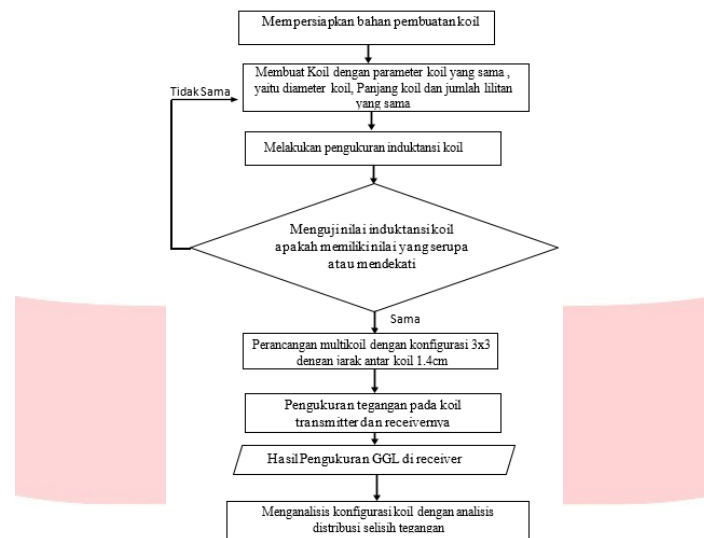 Mempersiapkan bahan pembuatan koil
Membuat Koil dengan parameter koil yang sama ,
yaitu diameter koil, Panjang koil dan jumlah lilitan
yang sama
Tidak Sama
Melakukan pengukuran induktansi koil
Menguji nilai induktansi koil
apakah memiliki nilai yang serupa
atau mendekati
Sama
Perancangan multikoil dengan konfigurasi 3x3
dengan jarak antar koil 1.4cm
Pengukuran tegangan pada koil
transmitter dan receivernya
Hasil Pengukuran GGL di receiver
Menganalisis konfigurasi koil dengan analisis
distribusi selisih tegangan